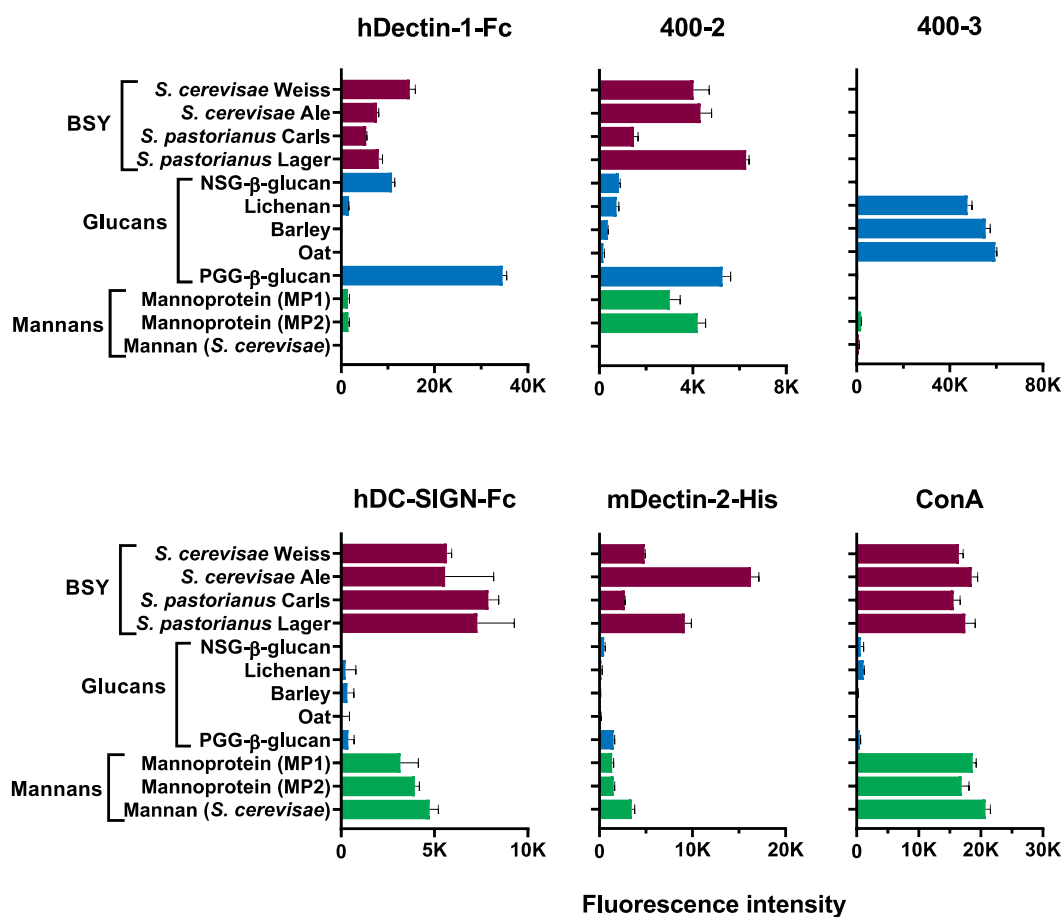 hDectin-1-Fc 400-2 400-3
BSY
S. cerevisae Weiss
S. cerevisae Ale
S. pastorianus Carls
S. pastorianus Lager
Glucans
NSG-β-glucan
Lichenan
Barley
Oat
PGG-β-glucan
Mannans
Mannoprotein (MP1)
Mannoprotein (MP2)
Mannan (S. cerevisae)
0 20K 40K 0 4K 8K 0 40K 80K
hDC-SIGN-Fc mDectin-2-His ConA
BSY
S. cerevisae Weiss
S. cerevisae Ale
S. pastorianus Carls
S. pastorianus Lager
Glucans
NSG-β-glucan
Lichenan
Barley
Oat
PGG-β-glucan
Mannans
Mannoprotein (MP1)
Mannoprotein (MP2)
Mannan (S. cerevisae)
0 5K 10K 0 10K 20K 0 10K 20K 30K
Fluorescence intensity